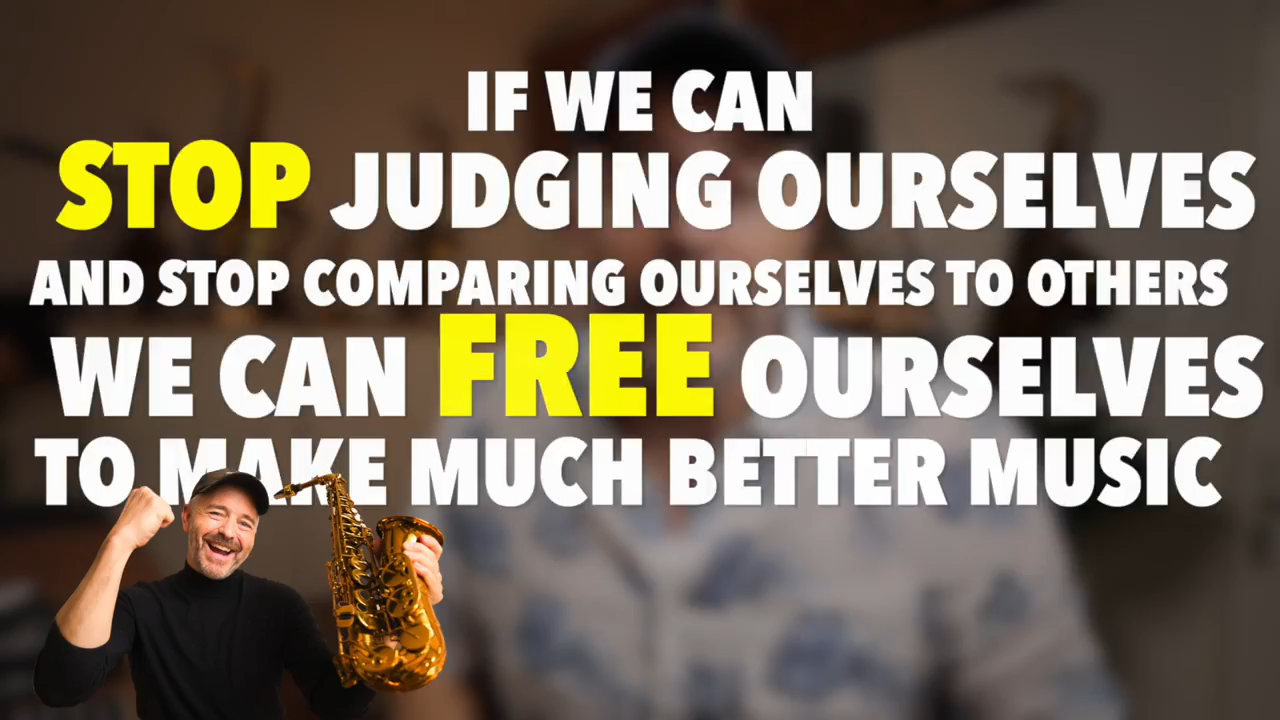 IF WE CAN
STOP JUDGING OURSELVES
AND STOP COMPARING OURSELVES TO OTHERS
WE CAN FREE OURSELVES
TO MAKE MUCH BETTER MUSIC